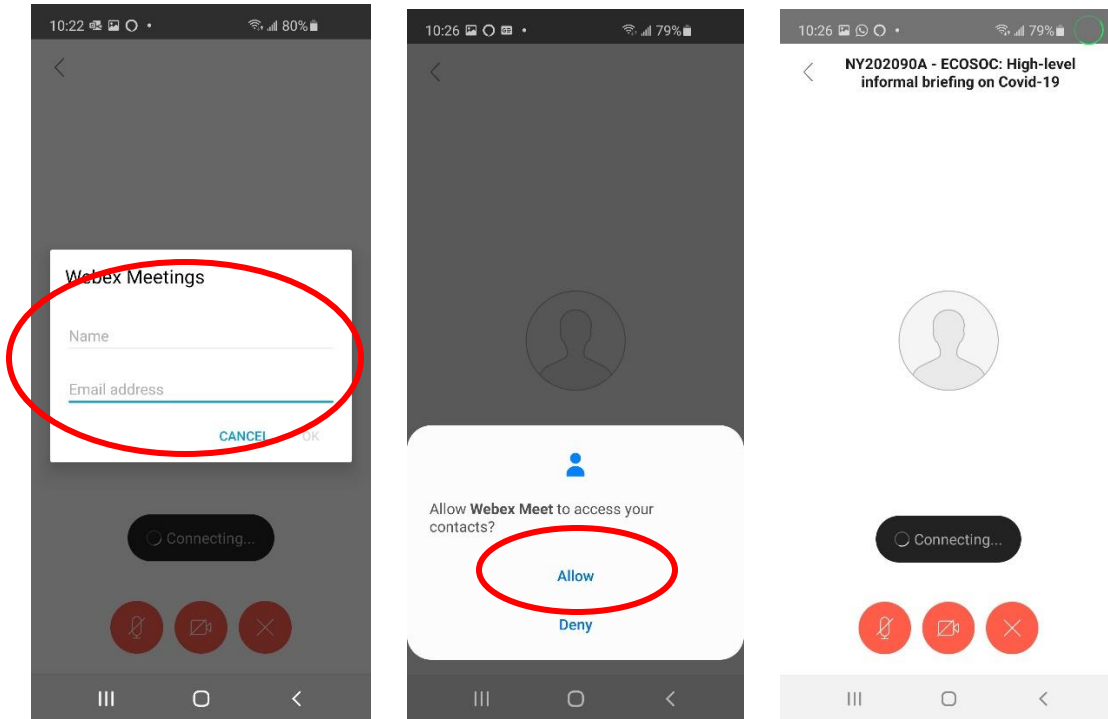 10:22
80%
Webex Meetings
Name
Email address
CANCEL
OK
Connecting...
10:26
79%
Allow Webex Meet to access your
contacts?
Allow
Deny
10:26
79%
NY202090A - ECOSOC: High-level
informal briefing on Covid-19
Connecting...